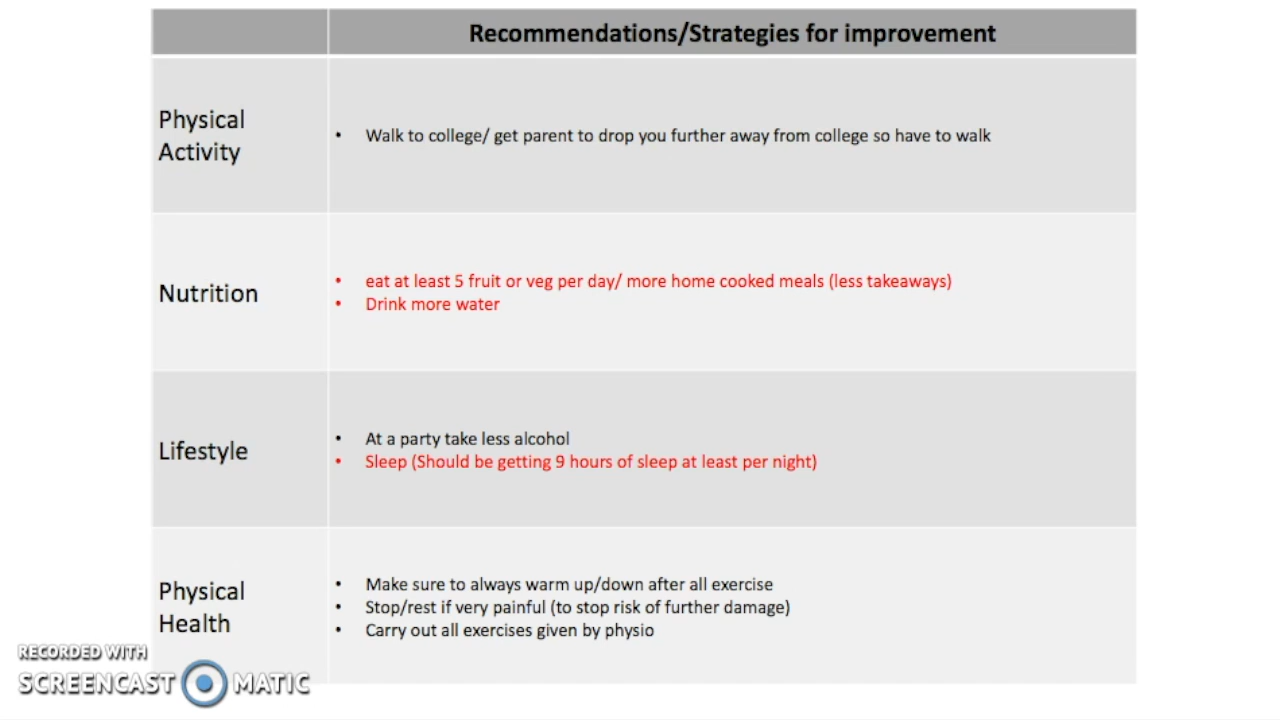 Recommendations/Strategies for improvement
Physical
Activity
• Walk to college/ get parent to drop you further away from college so have to walk
Nutrition
• eat at least 5 fruit or veg per day/ more home cooked meals (less takeaways)
• Drink more water
Lifestyle
• At a party take less alcohol
• Sleep (Should be getting 9 hours of sleep at least per night)
Physical
Health
• Make sure to always warm up/down after all exercise
• Stop/rest if very painful (to stop risk of further damage)
• Carry out all exercises given by physio
RECORDED WITH
SCREENCAST MATIC